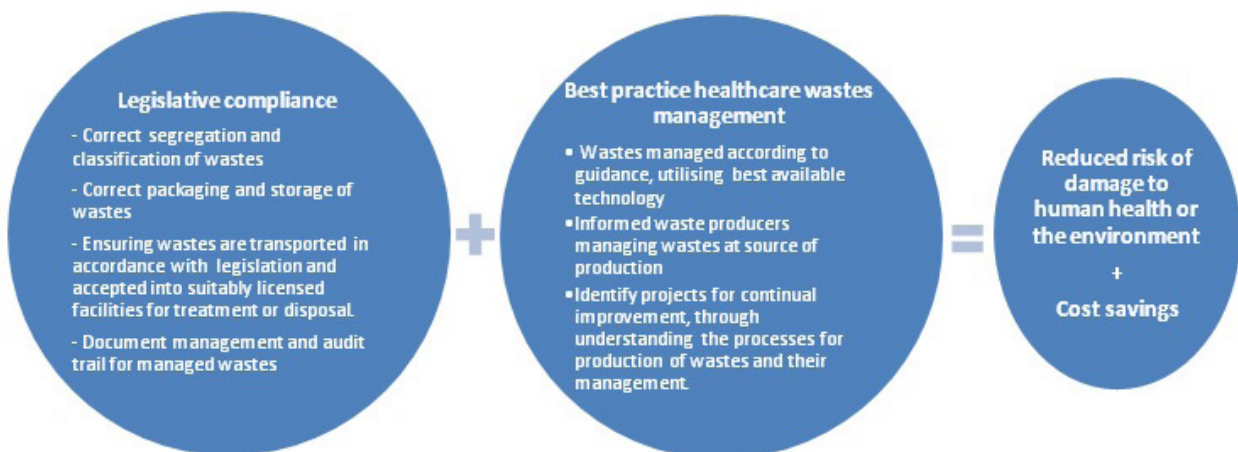 Legislative compliance
- Correct segregation and
classification of wastes
- Correct packaging and storage of
wastes
- Ensuring wastes are transported in
accordance with legislation and
accepted into suitably licensed
facilities for treatment or disposal.
- Document management and audit
trail for managed wastes
+
Best practice healthcare wastes
management
• Wastes managed according to
guidance, utilising best available
technology
• Informed waste producers
managing wastes at source of
production
• Identify projects for continual
improvement, through
understanding the processes for
production of wastes and their
management.
=
Reduced risk of
damage to
human health or
the environment
+
Cost savings